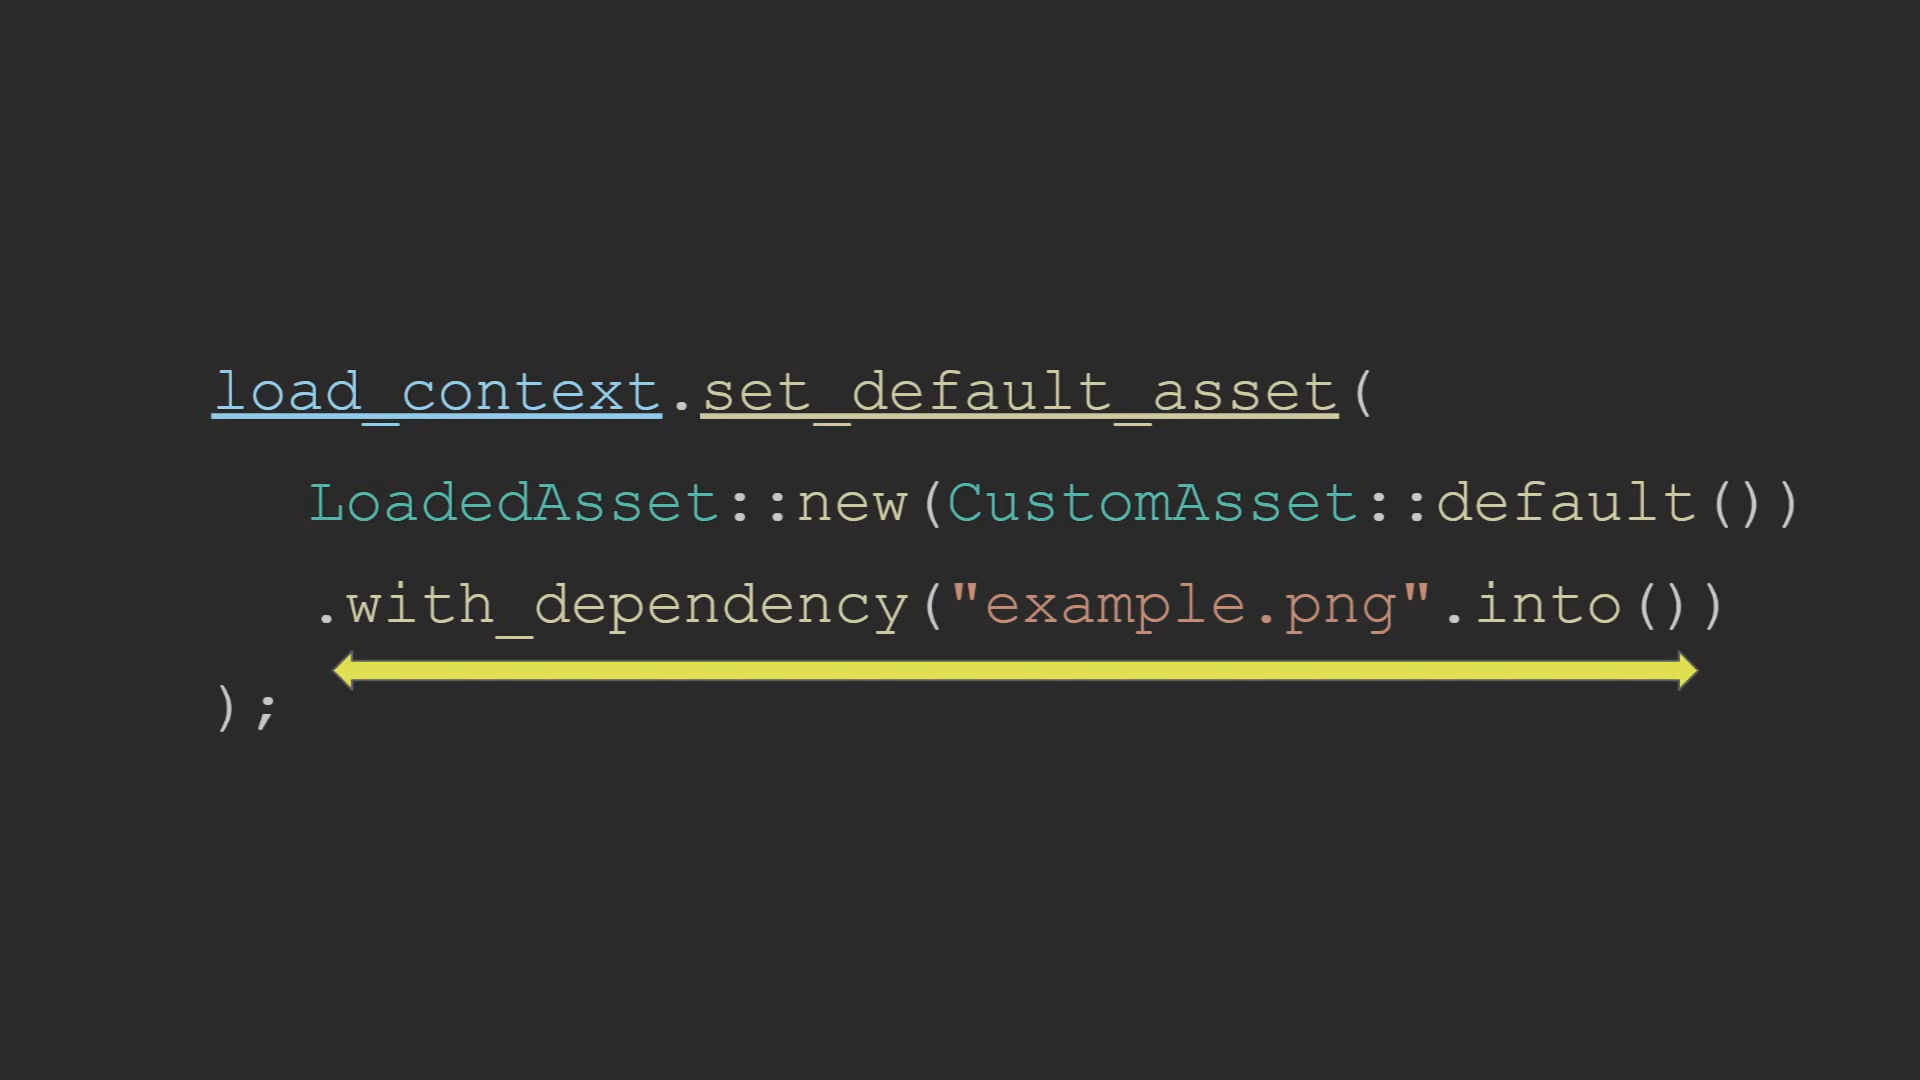 load_context.set_default_asset(
LoadedAsset::new(CustomAsset::default())
.with_dependency("example.png".into())
);